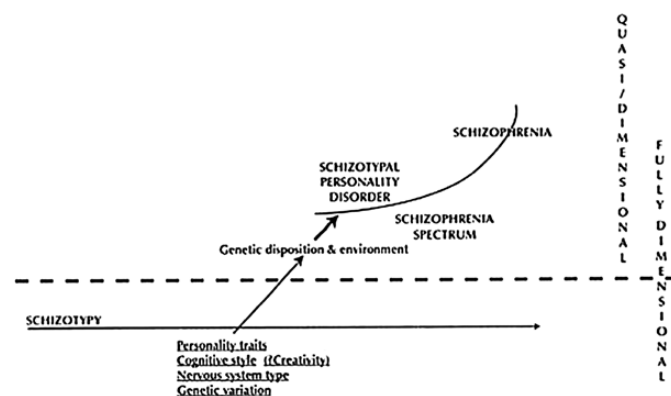 SCHIZOPHRENIA
SCHIZOTYPAL
PERSONALITY
DISORDER
SCHIZOPHRENIA
SPECTRUM
Genetic disposition & environment
SCHIZOTYPY
Personality traits
Cognitive style (?Creativity)
Nervous system type
Genetic variation
QUASI/DIMENSIONAL
FULLY DIMENSIONAL